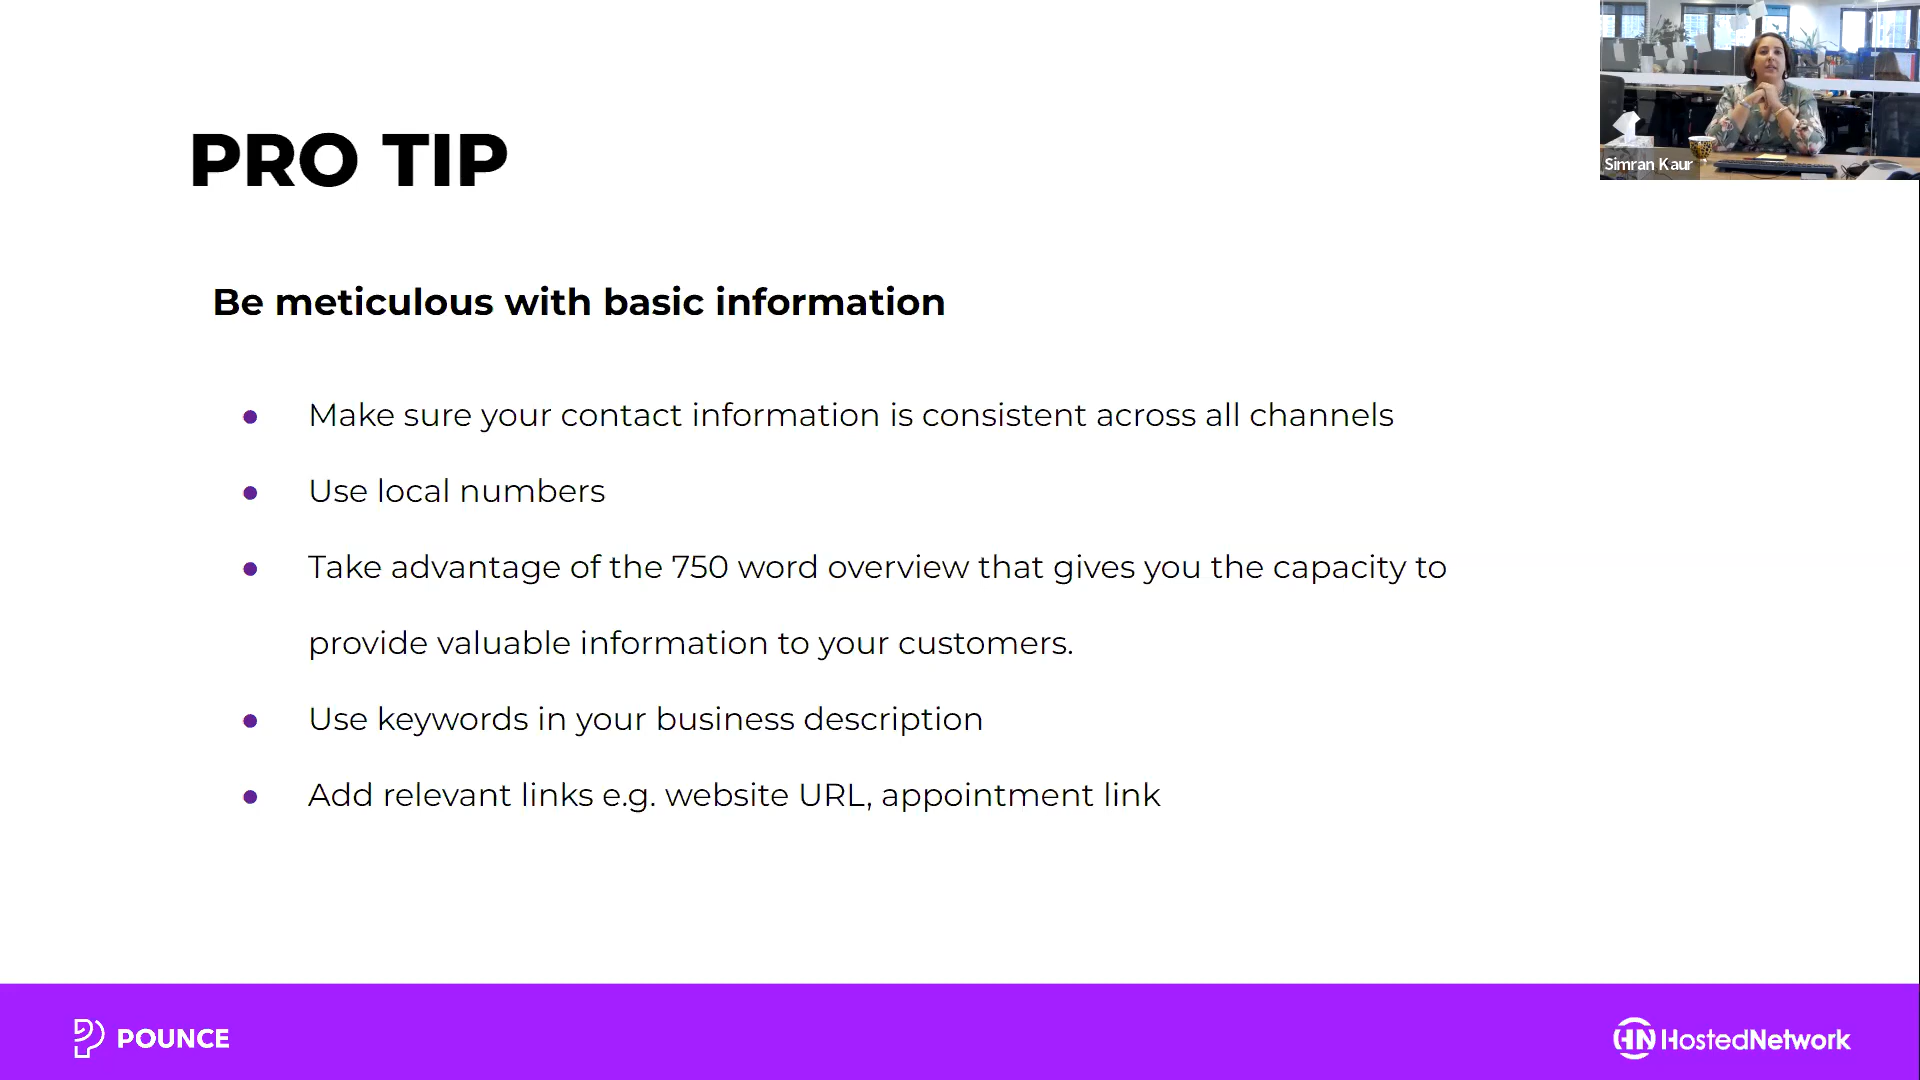 PRO TIP
Simran Kaur
Be meticulous with basic information
Make sure your contact information is consistent across all channels
Use local numbers
Take advantage of the 750 word overview that gives you the capacity to
provide valuable information to your customers.
Use keywords in your business description
Add relevant links e.g. website URL, appointment link
POUNCE
HN HostedNetwork